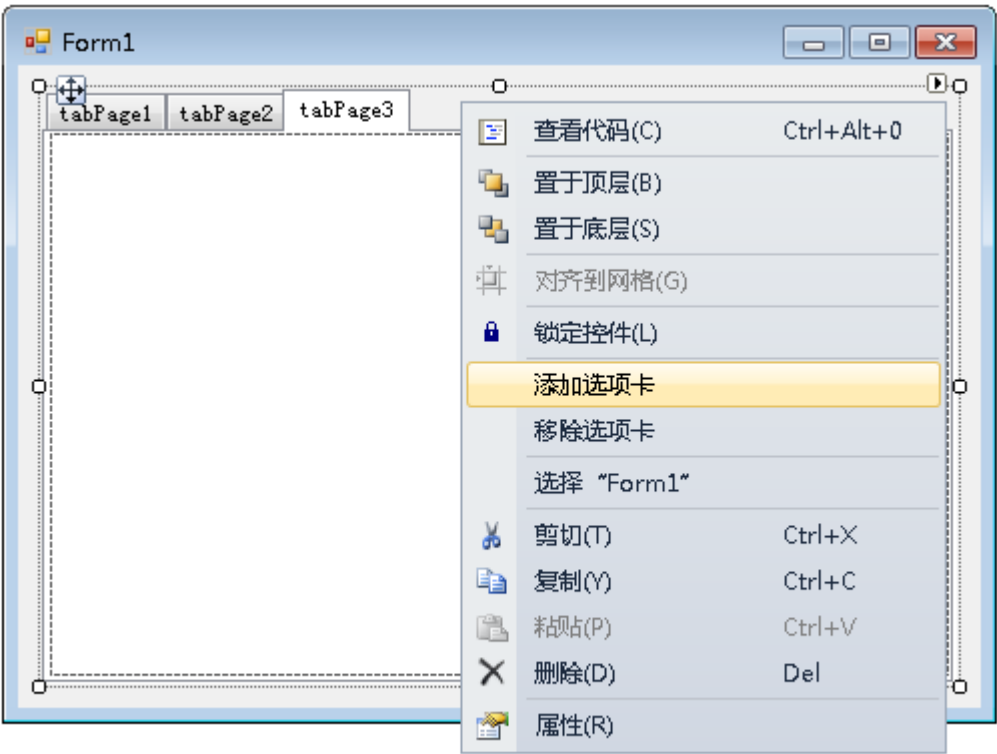 Form1
tabPage1 tabPage2 tabPage3
查看代码(C) Ctrl+Alt+0
置于顶层(B)
置于底层(S)
对齐到网格(G)
锁定控件(L)
添加选项卡
移除选项卡
选择 “Form1”
剪切(T) Ctrl+X
复制(Y) Ctrl+C
粘贴(P) Ctrl+V
删除(D) Del
属性(R)